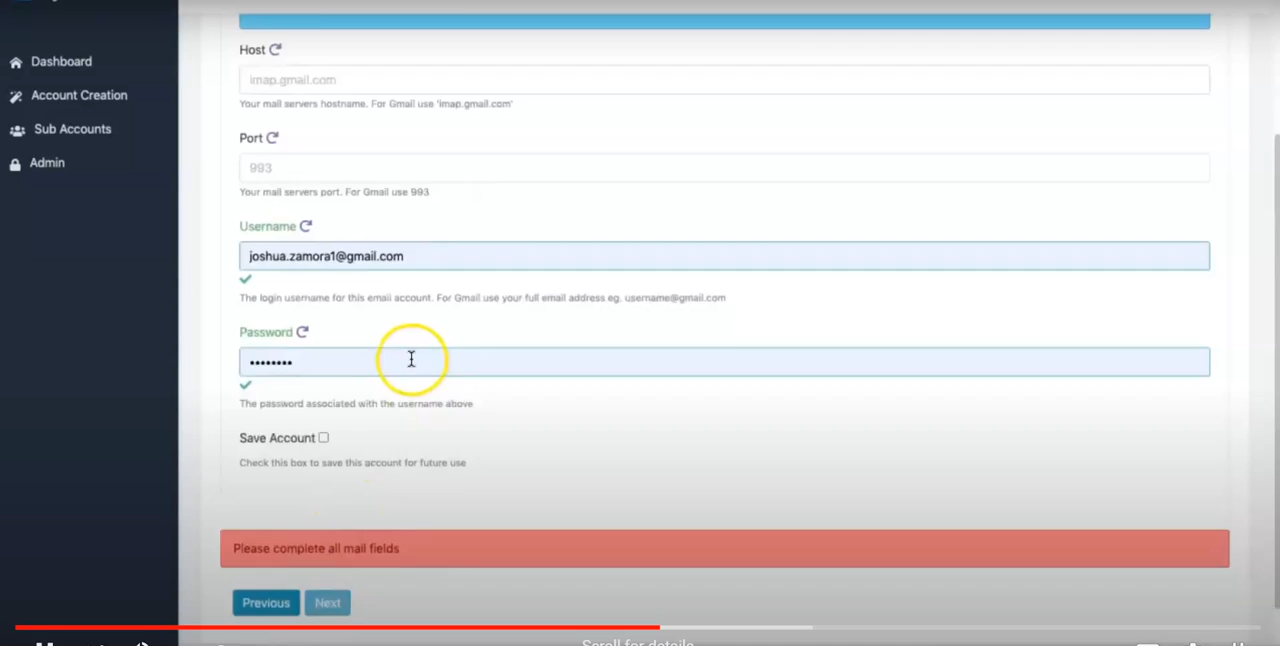 Dashboard
Account Creation
Sub Accounts
Admin
Host
imap.gmail.com
Your mail servers hostname. For Gmail use 'imap.gmail.com'
Port
993
Your mail servers port. For Gmail use 993
Username
joshua.zamora1@gmail.com
The login username for this email account. For Gmail use your full email address eg. username@gmail.com
Password
••••••••
The password associated with the username above
Save Account
Check this box to save this account for future use
Please complete all mail fields
Previous
Next
Scroll for details